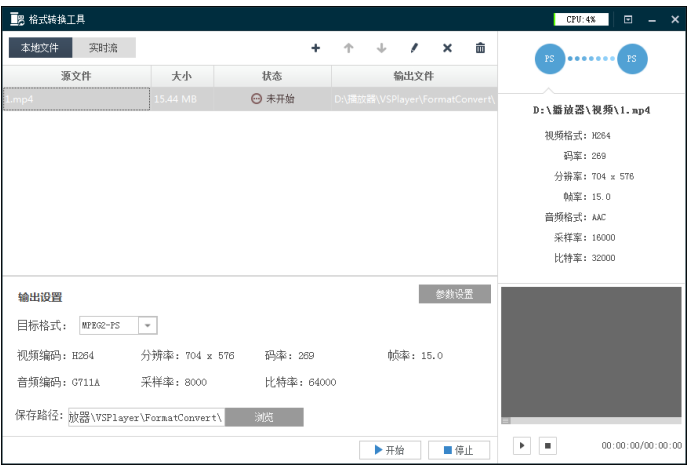 格式转换工具 CPU:4%
本地文件 实时流
源文件 大小 状态 输出文件
1.mp4 15.44 MB 未开始 D:\播放器\VSPlayer\FormatConvert\
PS PS
D:\播放器\视频\1.mp4
视频格式: H264
码率: 269
分辨率: 704 x 576
帧率: 15.0
音频格式: AAC
采样率: 16000
比特率: 32000
输出设置 参数设置
目标格式: MPEG2-PS
视频编码: H264 分辨率: 704 x 576 码率: 269 帧率: 15.0
音频编码: G711A 采样率: 8000 比特率: 64000
保存路径: 放器\VSPlayer\FormatConvert\ 浏览
开始 停止
00:00:00/00:00:00